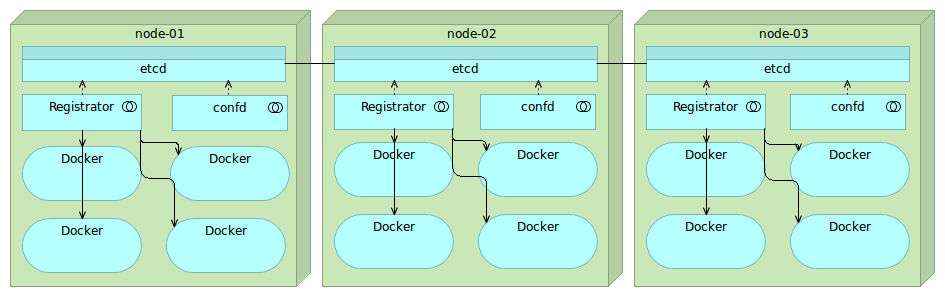 node-01
etcd
Registrator
confd
Docker
Docker
Docker
Docker
node-02
etcd
Registrator
confd
Docker
Docker
Docker
Docker
node-03
etcd
Registrator
confd
Docker
Docker
Docker
Docker